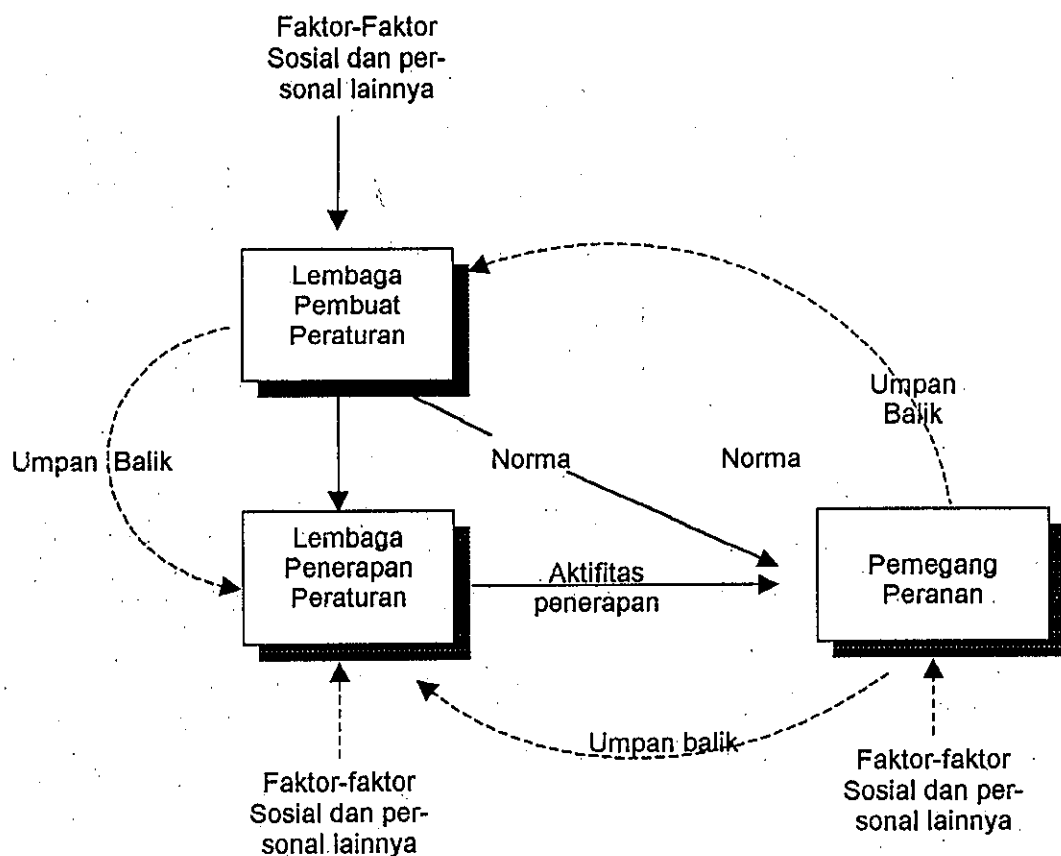 Faktor-Faktor
Sosial dan per-
sonal lainnya
Lembaga
Pembuat
Peraturan
Umpan
Balik
Umpan Balik
Norma
Norma
Lembaga
Penerapan
Peraturan
Aktifitas
penerapan
Pemegang
Peranan
Umpan balik
Faktor-faktor
Sosial dan per-
sonal lainnya
Faktor-faktor
Sosial dan per-
sonal lainnya